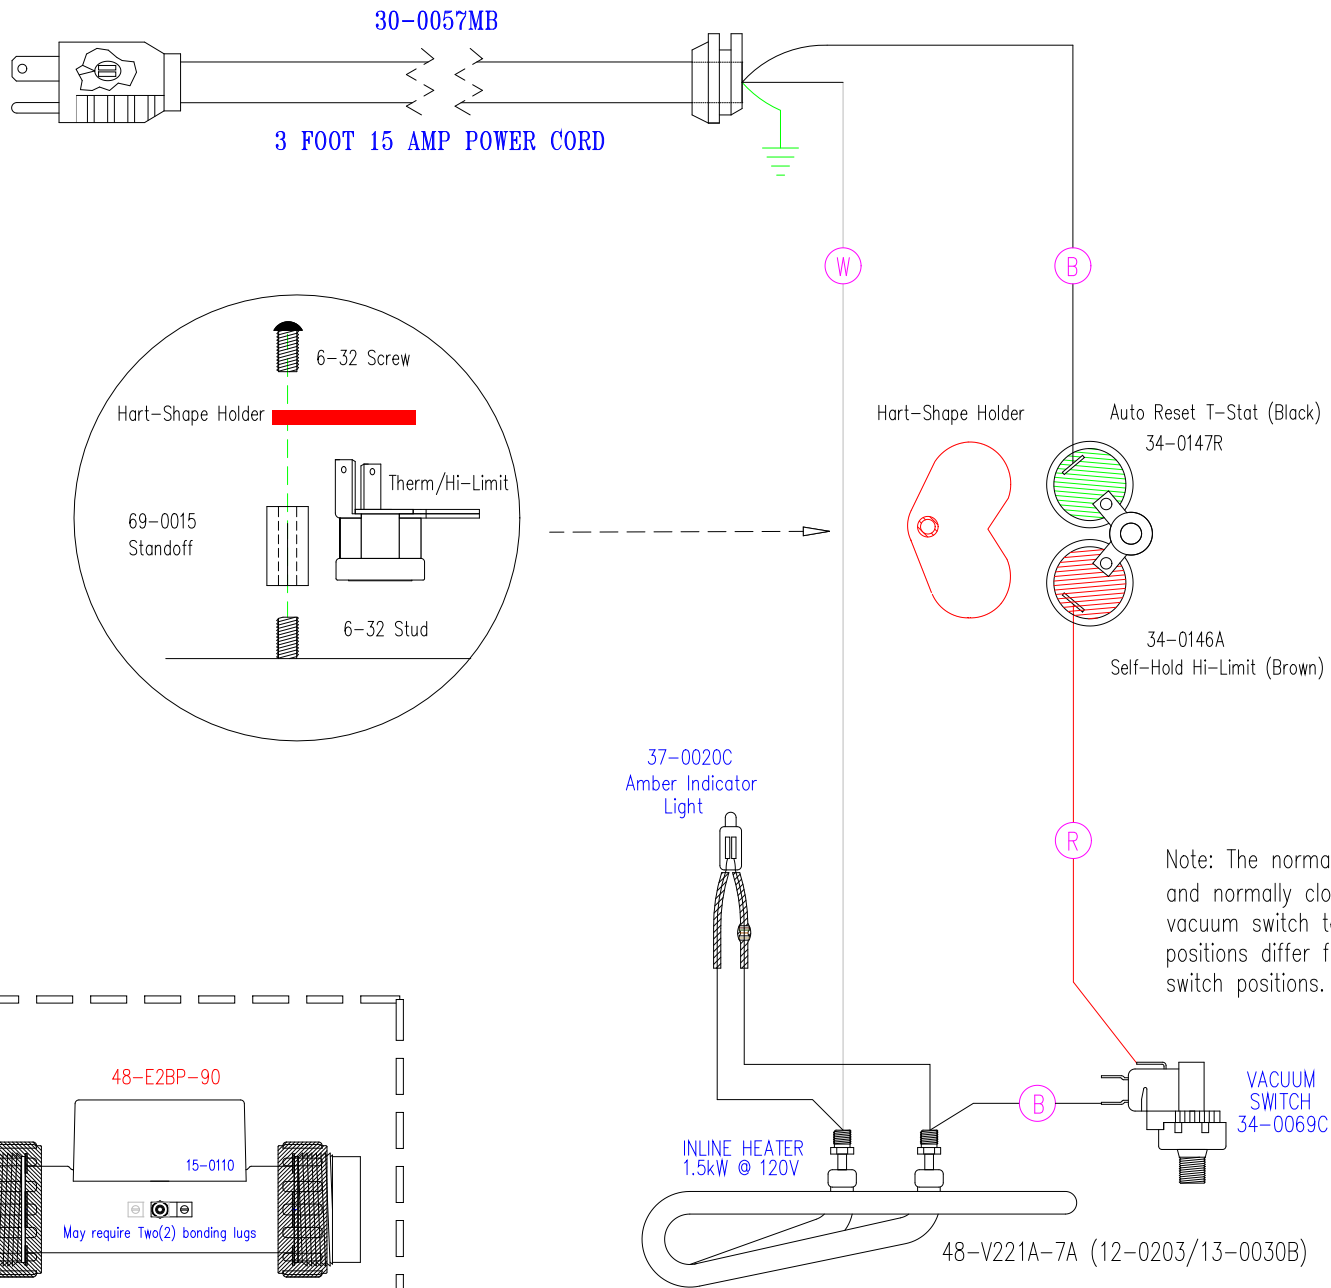 30-0057MB
3 FOOT 15 AMP POWER CORD
W
B
6-32 Screw
Hart-Shape Holder
Therm/Hi-Limit
69-0015
Standoff
6-32 Stud
Hart-Shape Holder
Auto Reset T-Stat (Black)
34-0147R
34-0146A
Self-Hold Hi-Limit (Brown)
37-0020C
Amber Indicator
Light
R
Note: The norma
and normally clo
vacuum switch t
positions differ f
switch positions.
48-E2BP-90
15-0110
May require Two(2) bonding lugs
B
VACUUM
SWITCH
34-0069C
INLINE HEATER
1.5kW @ 120V
48-V221A-7A (12-0203/13-0030B)